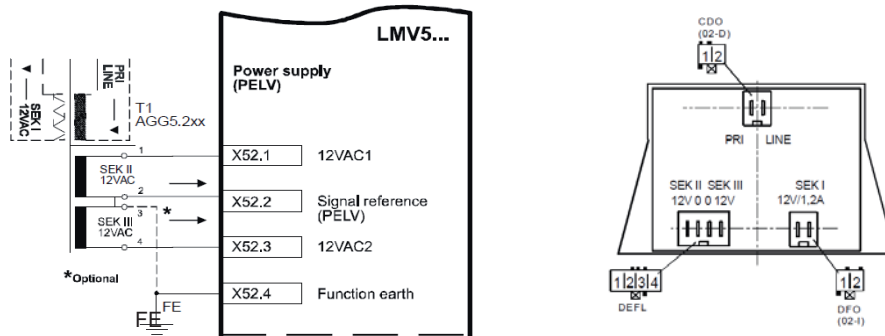 LMV5...
Power supply
(PELV)
SEK I
12VAC
PRI
LINE
T1
AGG5.2xx
1
X52.1
12VAC1
SEK II
12VAC
2
X52.2
Signal reference
(PELV)
3
*
SEK III
12VAC
4
X52.3
12VAC2
*Optional
FE
FE
X52.4
Function earth
CDO
(02-D)
1 2
PRI LINE
SEK II SEK III
12V 0 0 12V
SEK I
12V/1,2A
1 2 3 4
DEFL
1 2
DFO
(02-I)